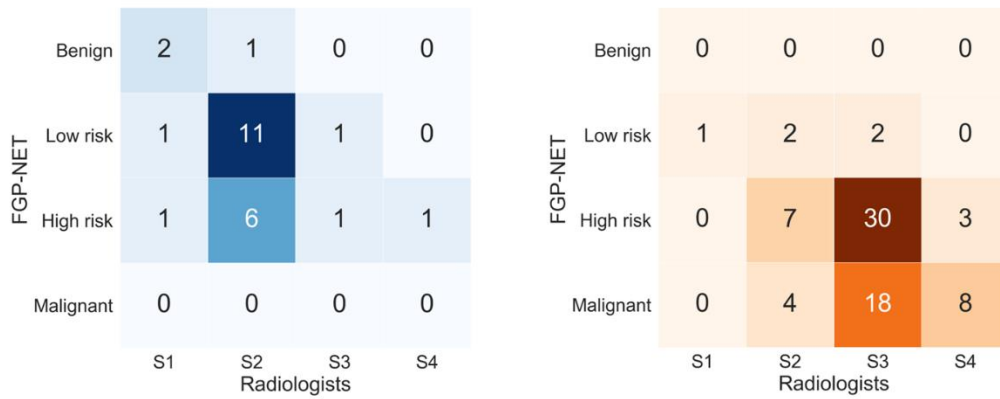 Benign 2 1 0 0
Low risk 1 11 1 0
High risk 1 6 1 1
Malignant 0 0 0 0
S1 S2 S3 S4
Radiologists
FGP-NET
Benign 0 0 0 0
Low risk 1 2 2 0
High risk 0 7 30 3
Malignant 0 4 18 8
S1 S2 S3 S4
Radiologists
FGP-NET